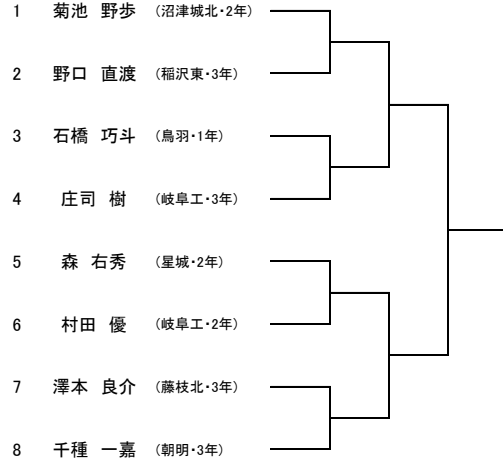 1 菊池 野歩 (沼津城北・2年)
2 野口 直渡 (稲沢東・3年)
3 石橋 巧斗 (鳥羽・1年)
4 庄司 樹 (岐阜工・3年)
5 森 右秀 (星城・2年)
6 村田 優 (岐阜工・2年)
7 澤本 良介 (藤枝北・3年)
8 千種 一嘉 (朝明・3年)